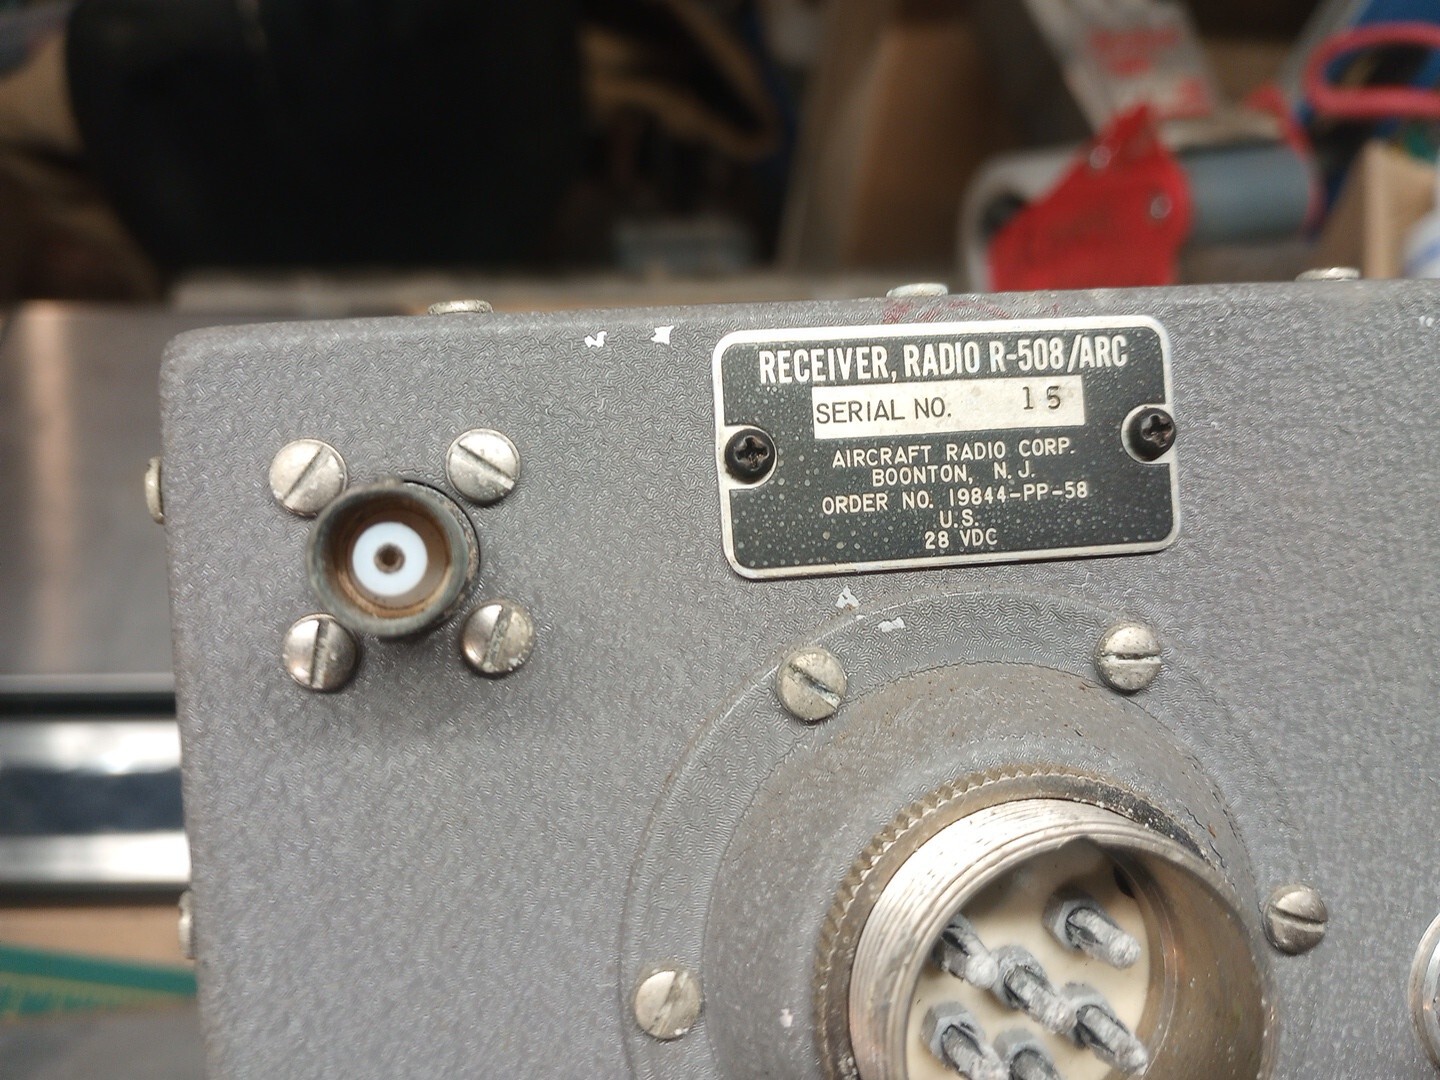 RECEIVER, RADIO R-508/ARC
SERIAL NO. 15
AIRCRAFT RADIO CORP.
BOONTON, N. J.
ORDER NO. 19844-PP-58
U.S.
28 VDC